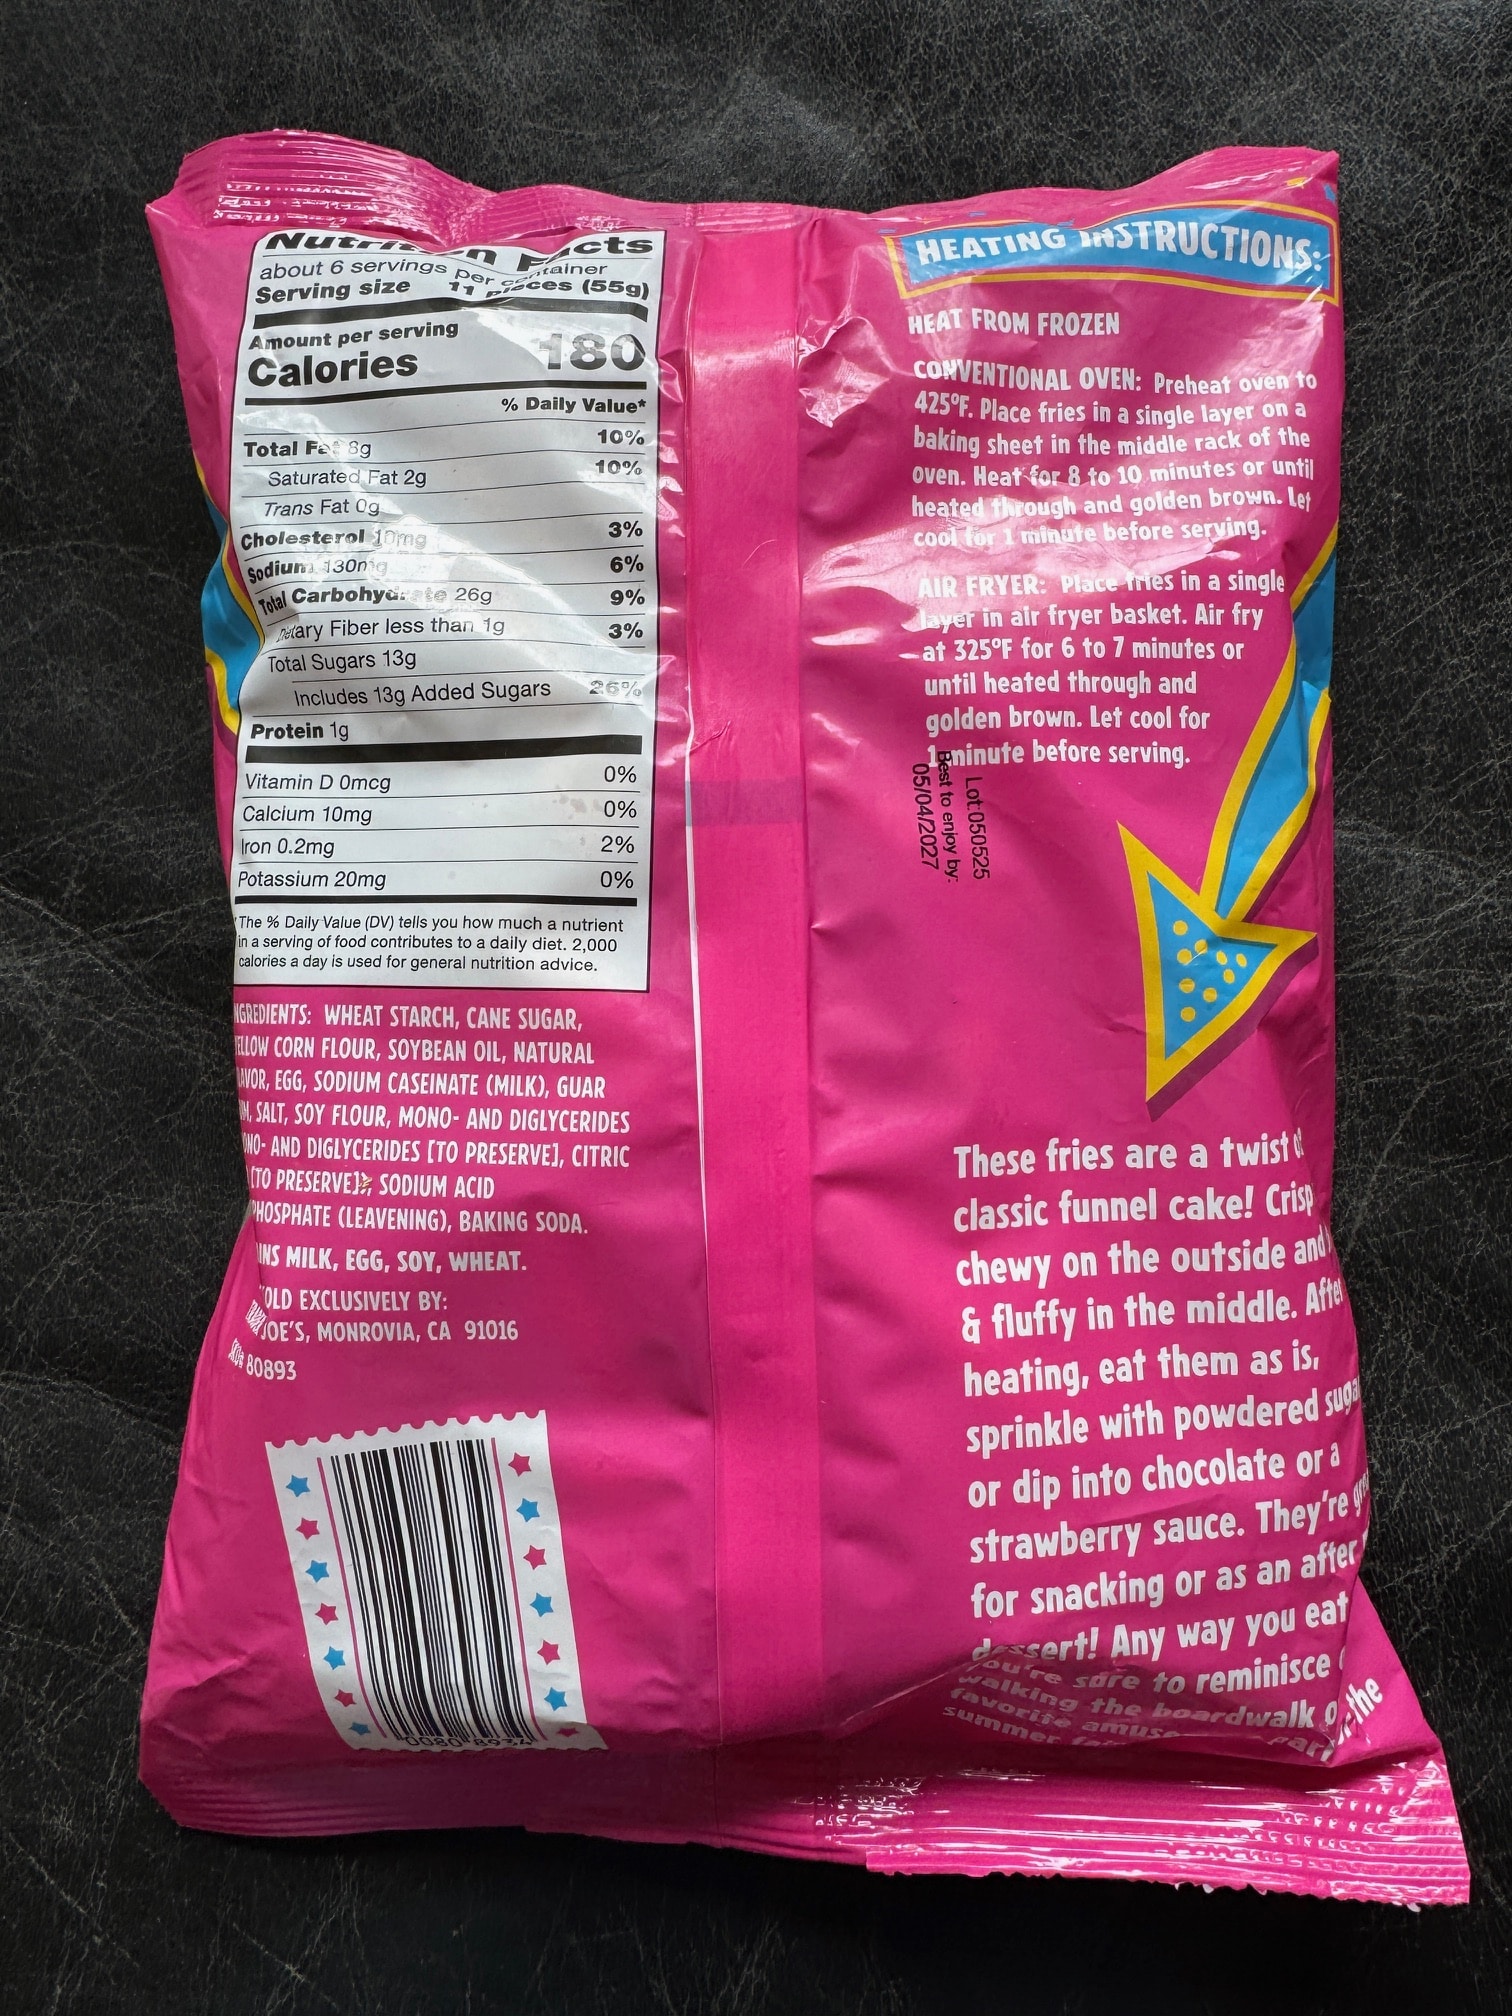 about 6 servings per container
Serving size 11 pieces (55g)
Amount per serving
Calories 180
% Daily Value*
Total Fat 8g 10%
Saturated Fat 2g 10%
Trans Fat 0g
Cholesterol 10mg 3%
Sodium 130mg 6%
Total Carbohydrate 26g 9%
Dietary Fiber less than 1g 3%
Total Sugars 13g
Includes 13g Added Sugars 26%
Protein 1g
Vitamin D 0mcg 0%
Calcium 10mg 0%
Iron 0.2mg 2%
Potassium 20mg 0%
The % Daily Value (DV) tells you how much a nutrient
in a serving of food contributes to a daily diet. 2,000
calories a day is used for general nutrition advice.
NGREDIENTS: WHEAT STARCH, CANE SUGAR,
ELLOW CORN FLOUR, SOYBEAN OIL, NATURAL
AVOR, EGG, SODIUM CASEINATE (MILK), GUAR
M, SALT, SOY FLOUR, MONO- AND DIGLYCERIDES
ONO- AND DIGLYCERIDES [TO PRESERVE], CITRIC
[TO PRESERVE]), SODIUM ACID
PHOSPHATE (LEAVENING), BAKING SODA.
INS MILK, EGG, SOY, WHEAT.
OLD EXCLUSIVELY BY:
JOE'S, MONROVIA, CA 91016
80893
0080 8934
HEATING INSTRUCTIONS:
HEAT FROM FROZEN
CONVENTIONAL OVEN: Preheat oven to
425°F. Place fries in a single layer on a
baking sheet in the middle rack of the
oven. Heat for 8 to 10 minutes or until
heated through and golden brown. Let
cool for 1 minute before serving.
AIR FRYER: Place fries in a single
layer in air fryer basket. Air fry
at 325°F for 6 to 7 minutes or
until heated through and
golden brown. Let cool for
1 minute before serving.
Lot:050525
Best to enjoy by:
05/04/2027
These fries are a twist o
classic funnel cake! Crisp
chewy on the outside and
& fluffy in the middle. After
heating, eat them as is,
sprinkle with powdered sugar
or dip into chocolate or a
strawberry sauce. They're
for snacking or as an after
dessert! Any way you eat
you're sure to reminisce
walking the boardwalk or the
favorite amuse park
summer